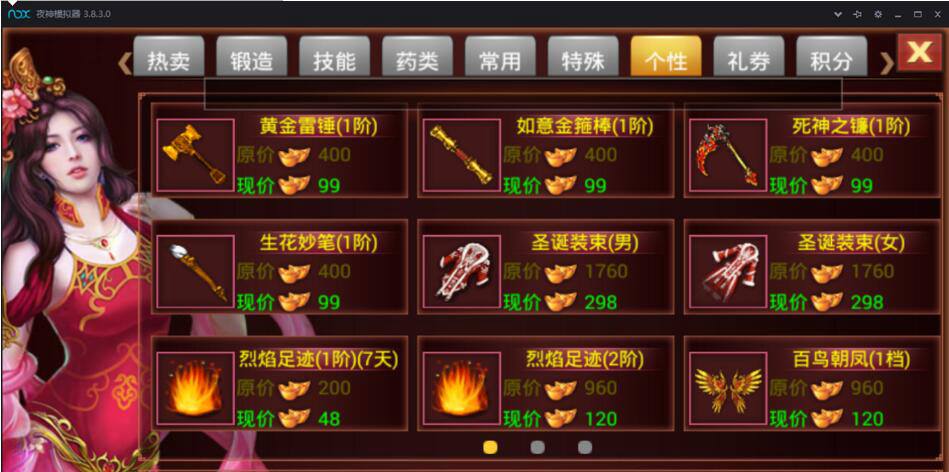 nox 夜神模拟器 3.8.3.0
热卖 锻造 技能 药类 常用 特殊 个性 礼券 积分
黄金雷锤(1阶) 如意金箍棒(1阶) 死神之镰(1阶)
原价 400 原价 400 原价 400
现价 99 现价 99 现价 99
生花妙笔(1阶) 圣诞装束(男) 圣诞装束(女)
原价 400 原价 1760 原价 1760
现价 99 现价 298 现价 298
烈焰足迹(1阶)(7天) 烈焰足迹(2阶) 百鸟朝凤(1档)
原价 200 原价 960 原价 960
现价 48 现价 120 现价 120